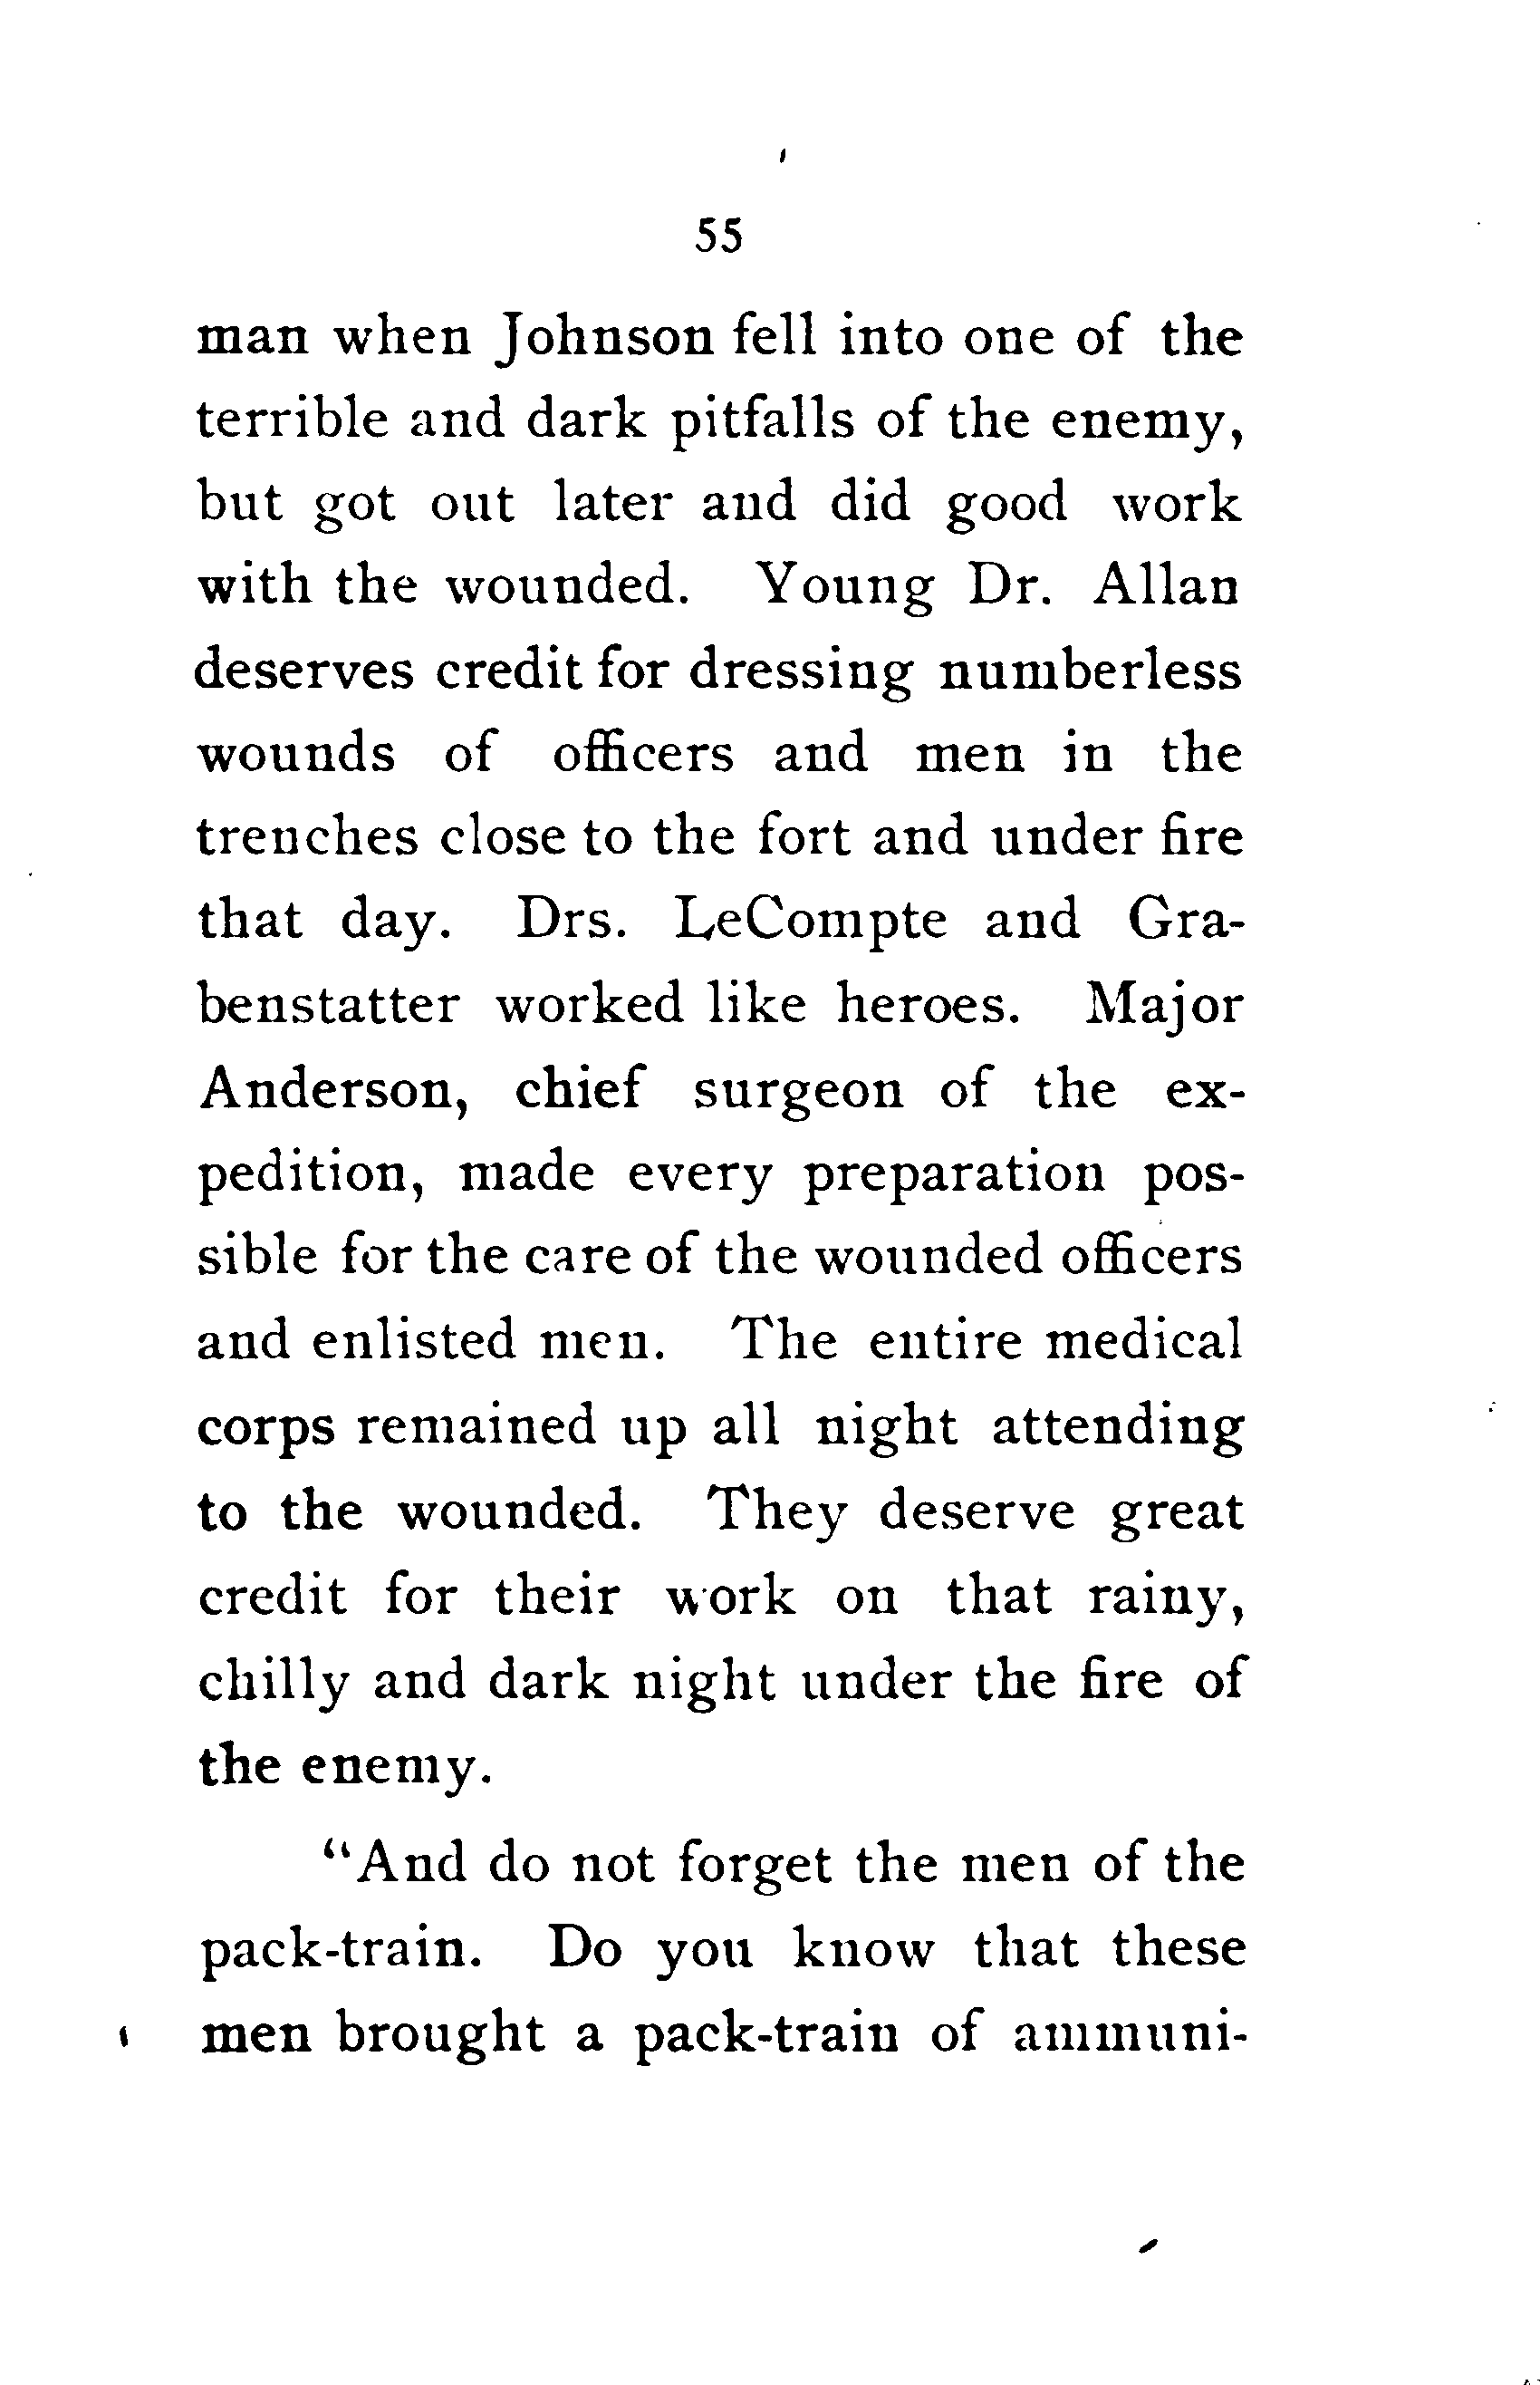 55
man when Johnson fell into one of the
terrible and dark pitfalls of the enemy,
but got out later and did good work
with the wounded. Young Dr. Allan
deserves credit for dressing numberless
wounds of officers and men in the
trenches close to the fort and under fire
that day. Drs. LeCompte and Gra-
benstatter worked like heroes. Major
Anderson, chief surgeon of the ex-
pedition, made every preparation pos-
sible for the care of the wounded officers
and enlisted men. The entire medical
corps remained up all night attending
to the wounded. They deserve great
credit for their work on that rainy,
chilly and dark night under the fire of
the enemy.
“And do not forget the men of the
pack-train. Do you know that these
men brought a pack-train of ammuni-